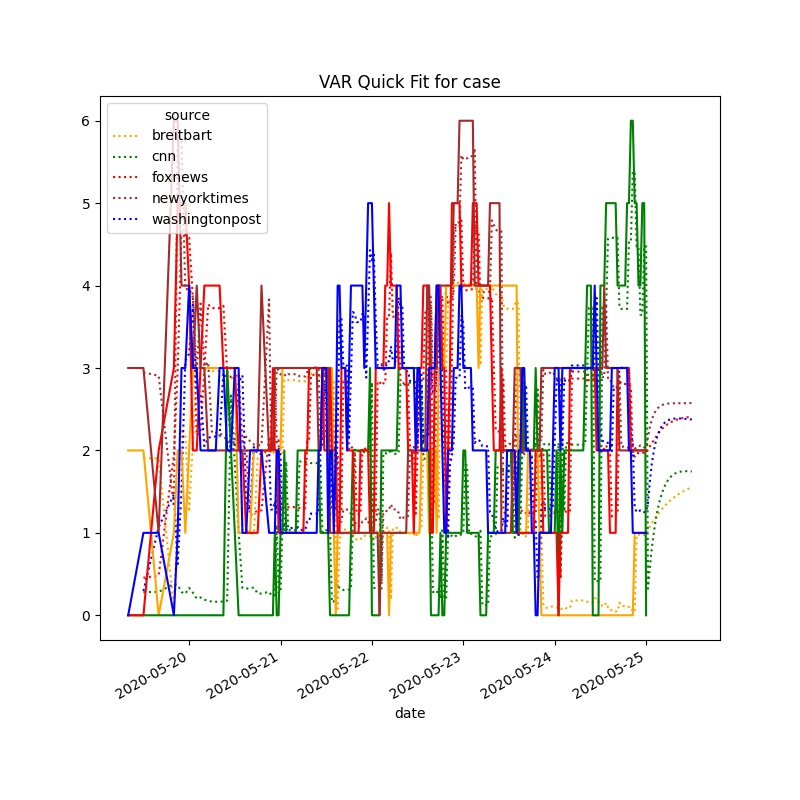 VAR Quick Fit for case
source
breitbart
cnn
foxnews
newyorktimes
washingtonpost
6
5
4
3
2
1
0
2020-05-20
2020-05-21
2020-05-22
2020-05-23
2020-05-24
2020-05-25
date